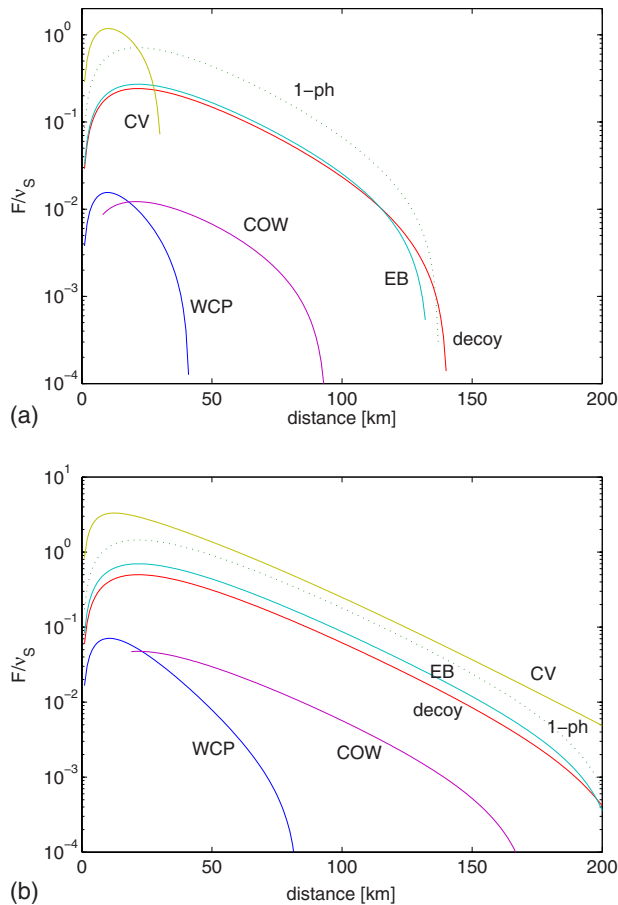 10^0
10^-1
10^-2
10^-3
10^-4
F/ν_S
CV
1-ph
COW
WCP
EB
decoy
0 50 100 150 200
distance [km]
(a)
10^1
10^0
10^-1
10^-2
10^-3
10^-4
F/ν_S
EB
CV
decoy
1-ph
WCP
COW
0 50 100 150 200
distance [km]
(b)